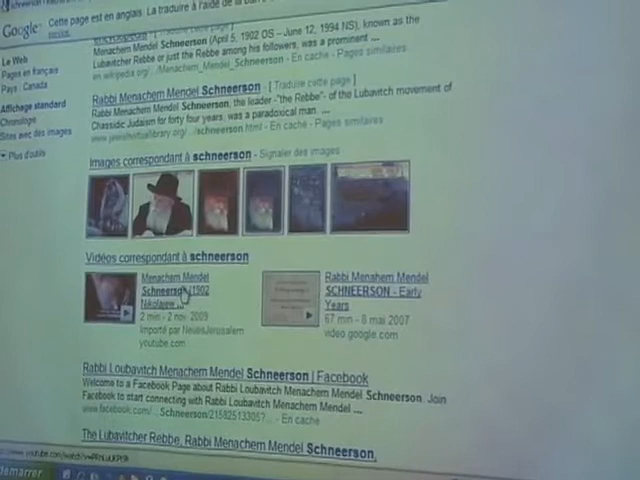 Google
Cette page est en anglais. La traduire à l'aide de la
Menachem Mendel Schneerson (April 5, 1902 OS – June 12, 1994 NS), known as the
Lubavitcher Rebbe or just the Rebbe among his followers, was a prominent ...
en.wikipedia.org/.../Menachem_Mendel_Schneerson - En cache - Pages similaires
Rabbi Menachem Mendel Schneerson - [ Traduire cette page ]
Rabbi Menachem Mendel Schneerson, the leader -"the Rebbe" of the Lubavitch movement of
Chassidic Judaism for forty four years, was a paradoxical man. ...
www.jewishvirtuallibrary.org/.../schneerson.html - En cache - Pages similaires
Le Web
Pages en français
Pays : Canada
Affichage standard
Chronologie
Sites avec des images
Plus d'outils
Images correspondant à schneerson - Signaler des images
Vidéos correspondant à schneerson
Menachem Mendel
Schneerson (1902
Nikolajew ...
2 min - 2 nov. 2009
Importé par NeuesJerusalem
youtube.com
Rabbi Menahem Mendel
SCHNEERSON - Early
Years
67 min - 8 mai 2007
video.google.com
Rabbi Loubavitch Menachem Mendel Schneerson | Facebook
Welcome to a Facebook Page about Rabbi Loubavitch Menachem Mendel Schneerson. Join
Facebook to start connecting with Rabbi Loubavitch Menachem Mendel ...
www.facebook.com/...Schneerson/ - En cache
The Lubavitcher Rebbe, Rabbi Menachem Mendel Schneerson,
démarrer